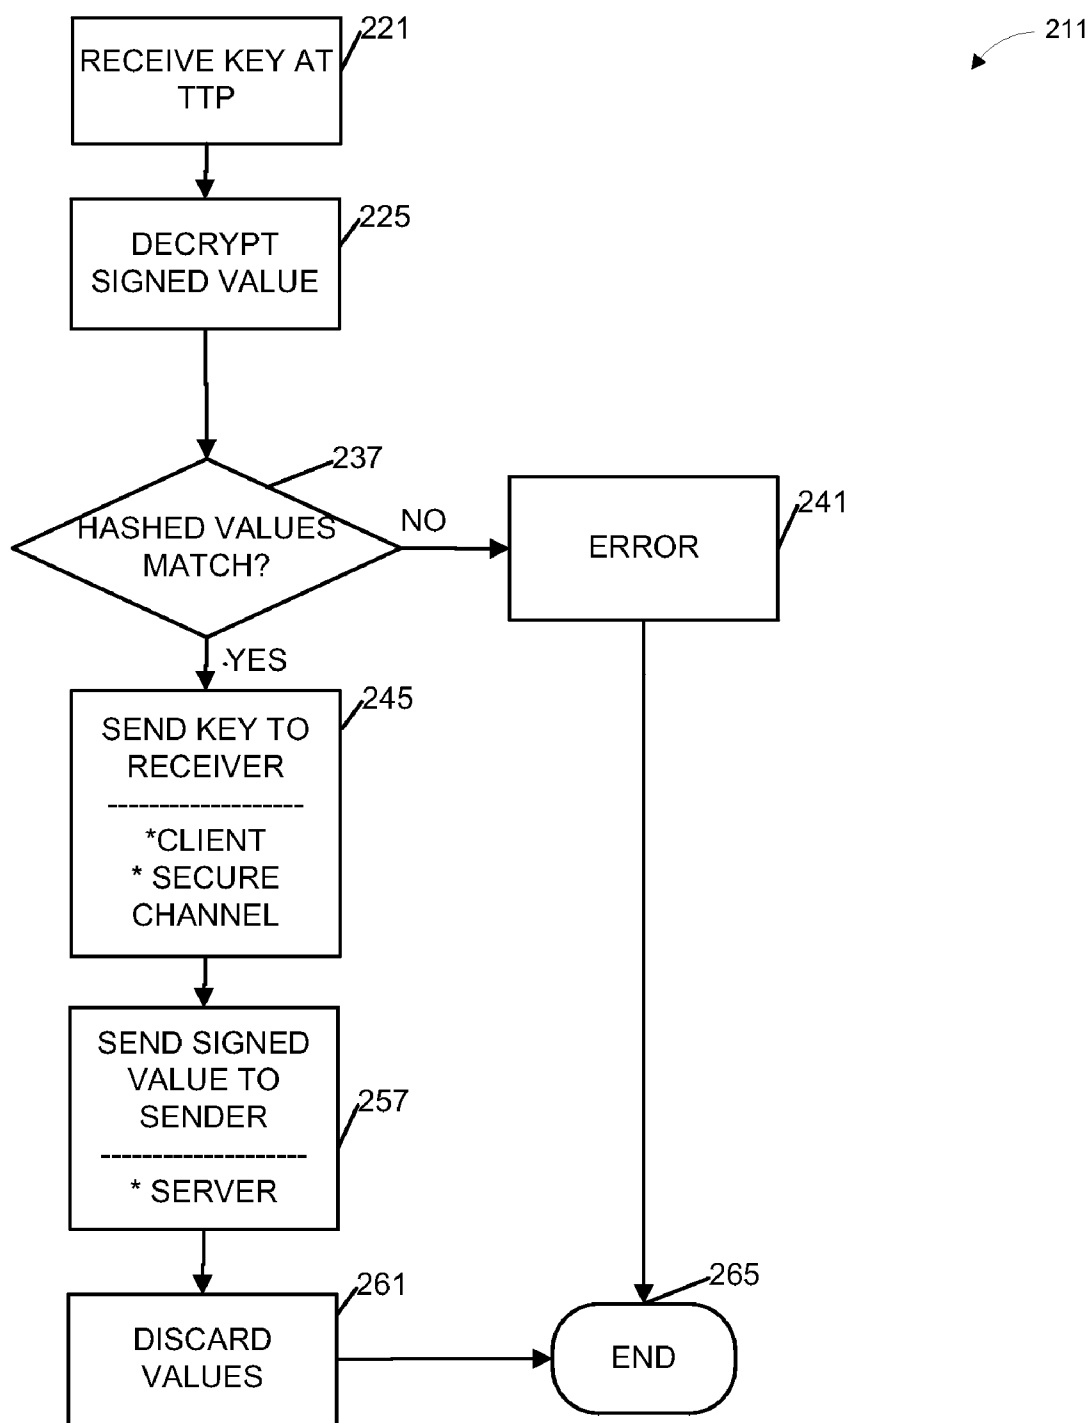 221
211
RECEIVE KEY AT
TTP
225
DECRYPT
SIGNED VALUE
237
HASHED VALUES
MATCH?
NO
241
ERROR
YES
245
SEND KEY TO
RECEIVER
-------------------
*CLIENT
* SECURE
CHANNEL
SEND SIGNED
VALUE TO
SENDER
257
--------------------
* SERVER
261
265
DISCARD
VALUES
END